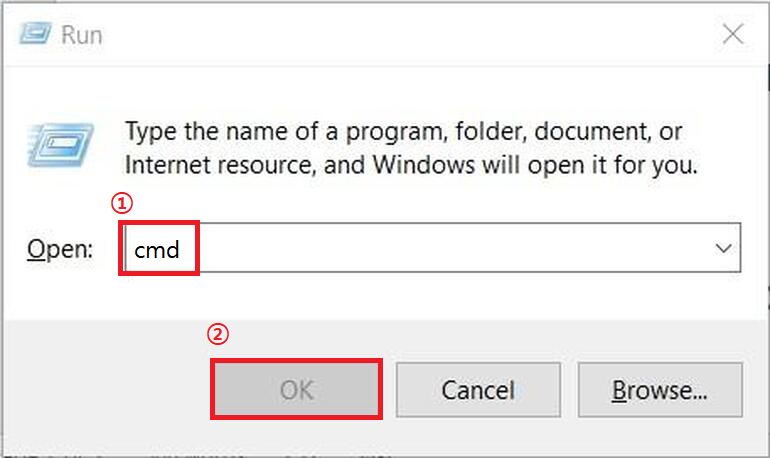 Run
Type the name of a program, folder, document, or
Internet resource, and Windows will open it for you.
①
Open: cmd
②
OK Cancel Browse...